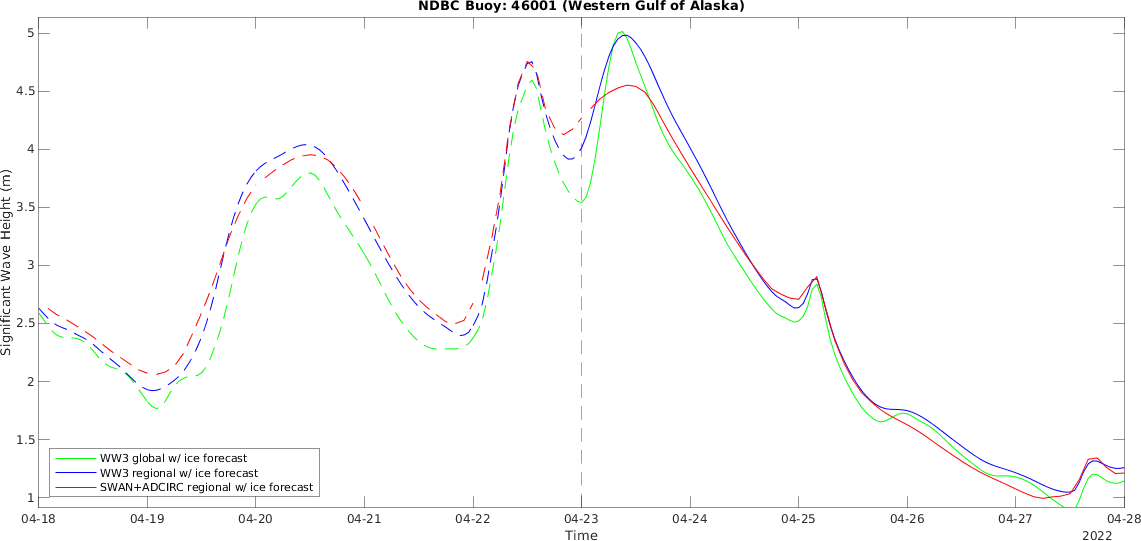 NDBC Buoy: 46001 (Western Gulf of Alaska)
Significant Wave Height (m)
5
4.5
4
3.5
3
2.5
2
1.5
1
WW3 global w/ ice forecast
WW3 regional w/ ice forecast
SWAN+ADCIRC regional w/ ice forecast
04-18 04-19 04-20 04-21 04-22 04-23 04-24 04-25 04-26 04-27 04-28
Time
2022